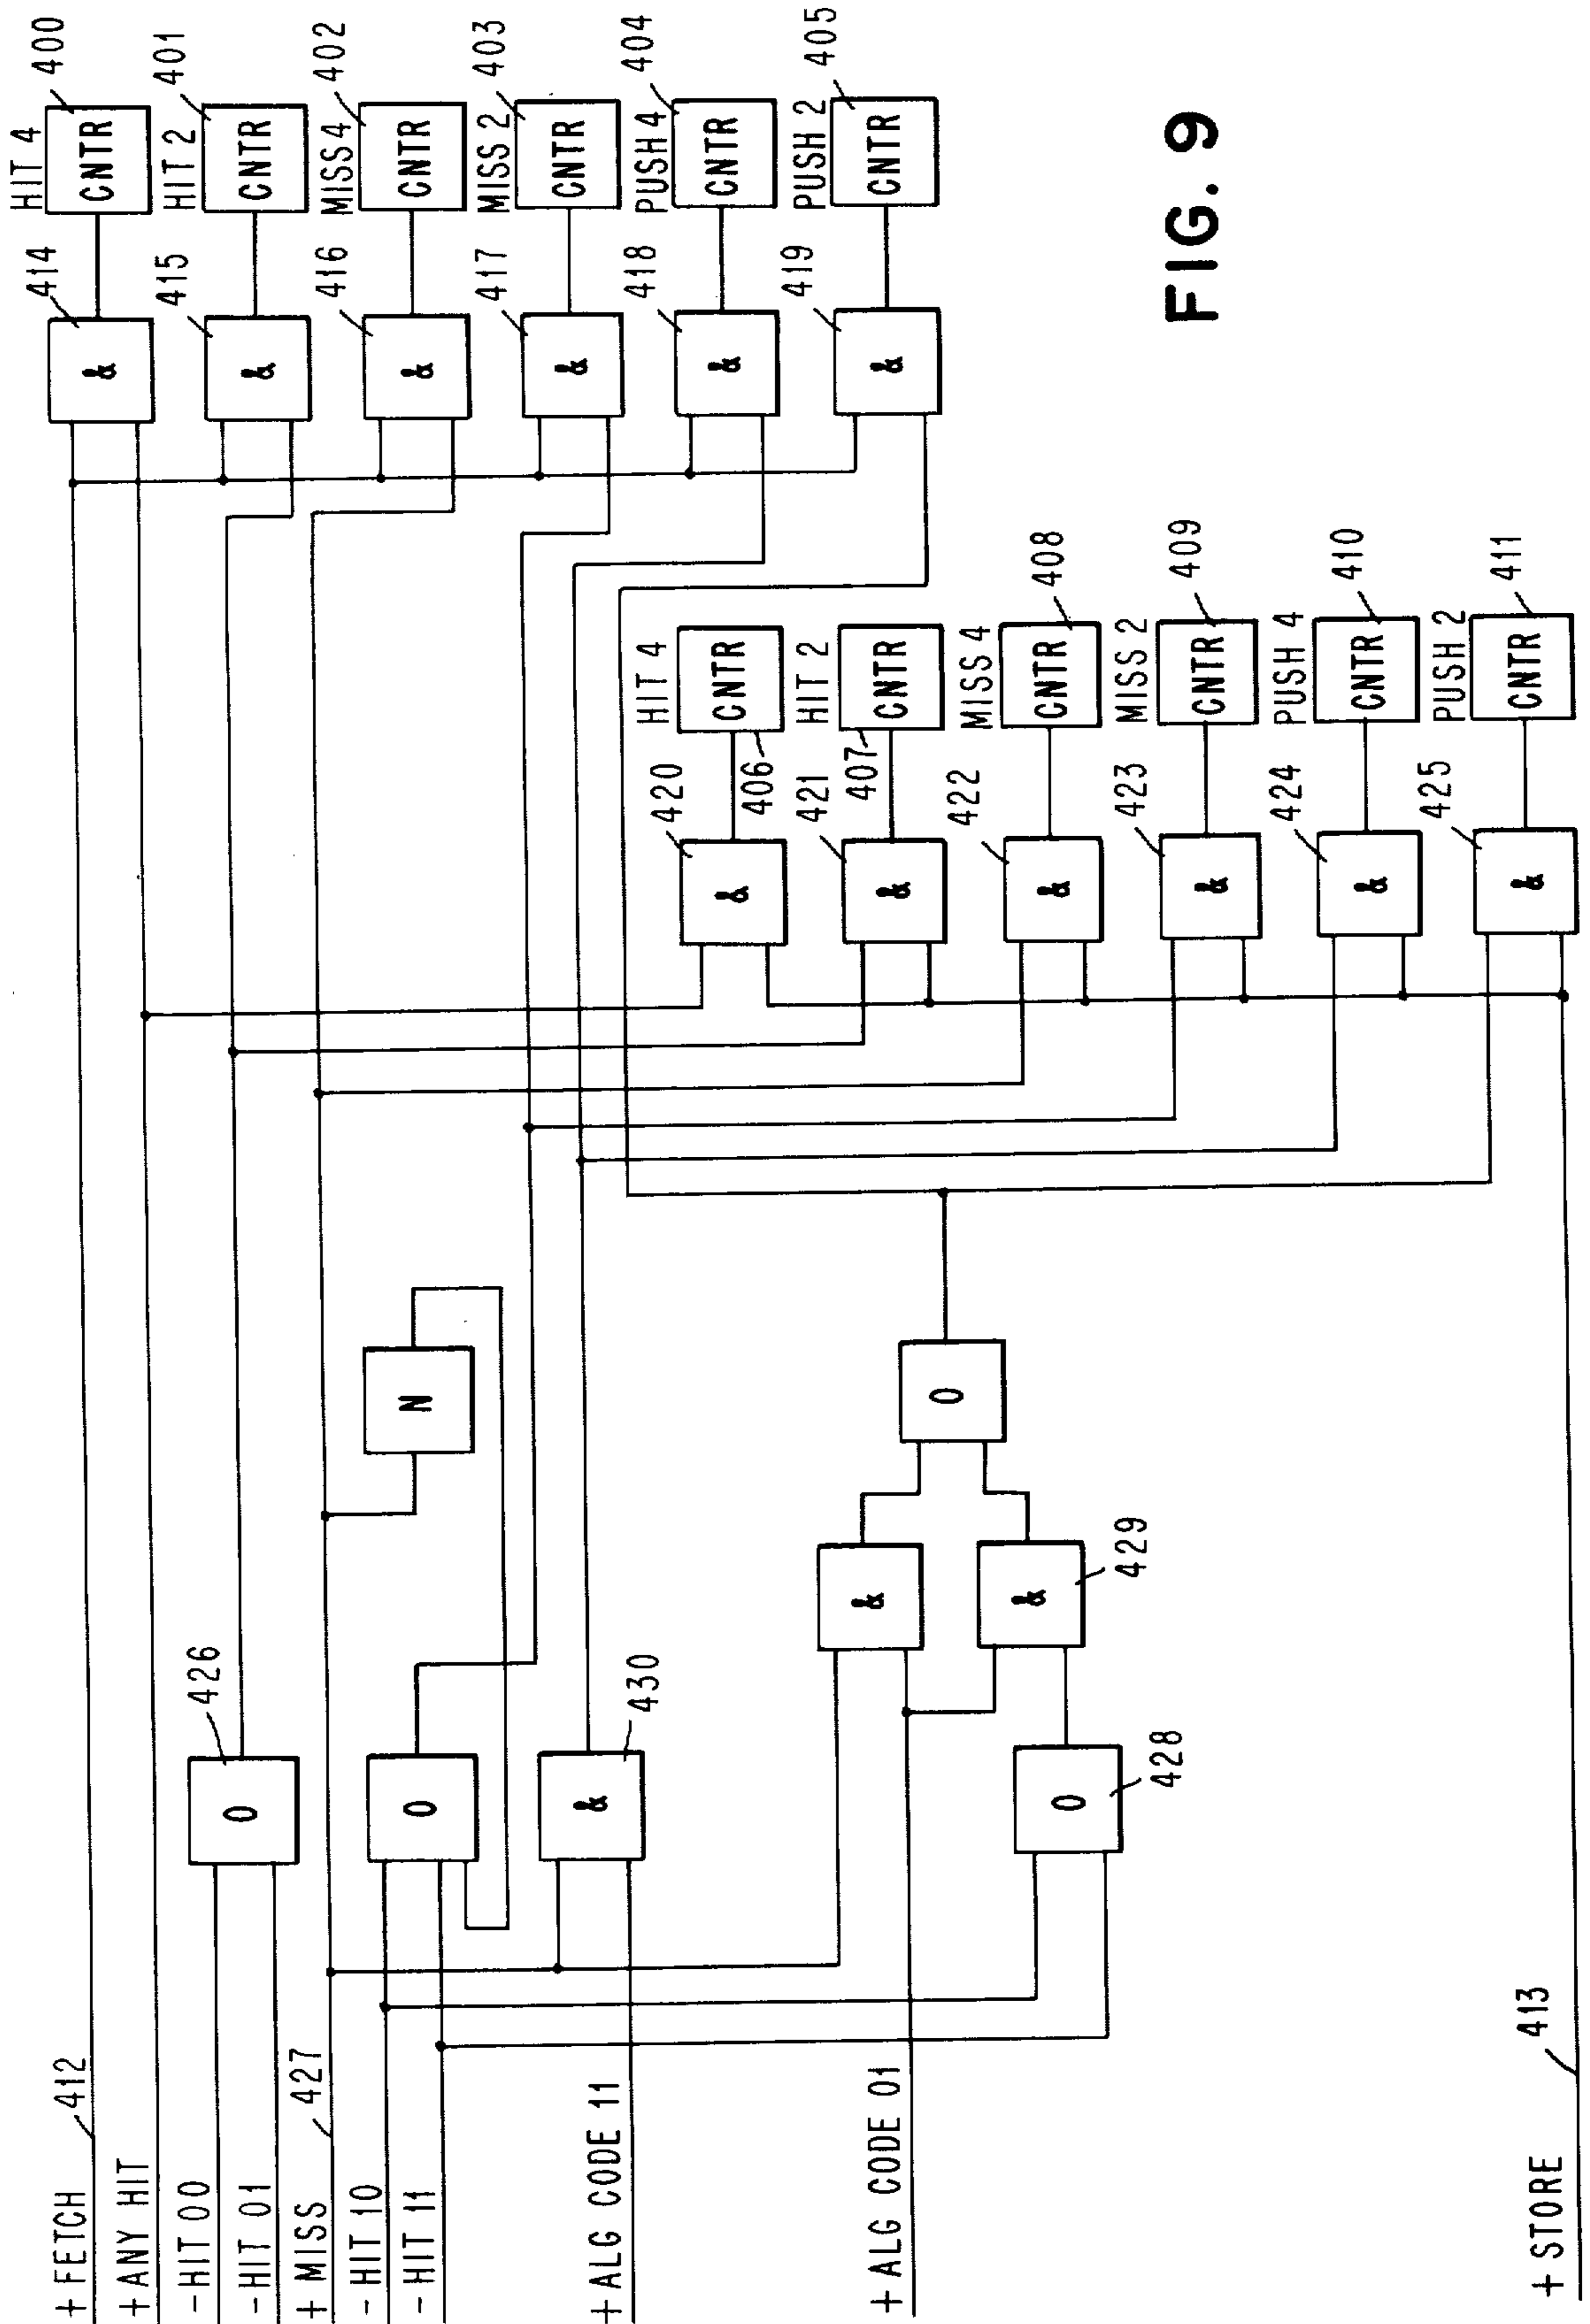 + FETCH
412
+ ANY HIT
- HIT 00
- HIT 01
+ MISS
427
- HIT 10
- HIT 11
+ ALG CODE 11
+ ALG CODE 01
+ STORE
413
O
426
O
&
430
O
428
&
&
429
O
N
HIT 4
CNTR
400
&
414
HIT 2
CNTR
401
&
415
MISS 4
CNTR
402
&
416
MISS 2
CNTR
403
&
417
PUSH 4
CNTR
404
&
418
PUSH 2
CNTR
405
&
419
HIT 4
CNTR
406
&
420
HIT 2
CNTR
407
&
421
MISS 4
CNTR
408
&
422
MISS 2
CNTR
409
&
423
PUSH 4
CNTR
410
&
424
PUSH 2
CNTR
411
&
425
FIG. 9